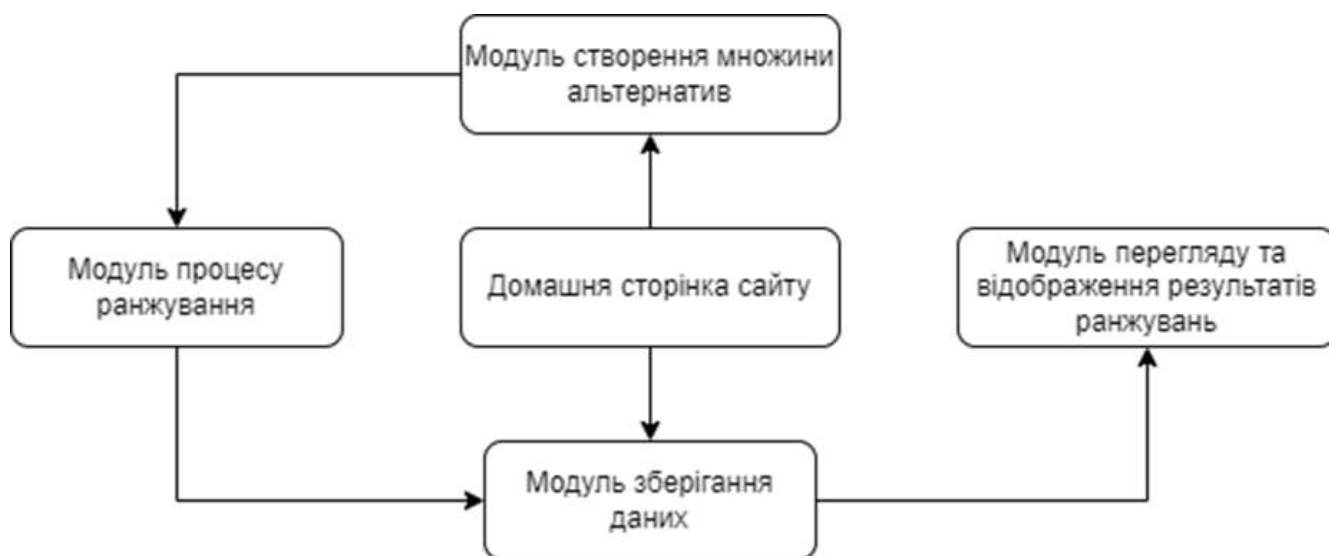 Модуль створення множини
альтернатив
Модуль процесу
ранжування
Домашня сторінка сайту
Модуль перегляду та
відображення результатів
ранжувань
Модуль зберігання
даних